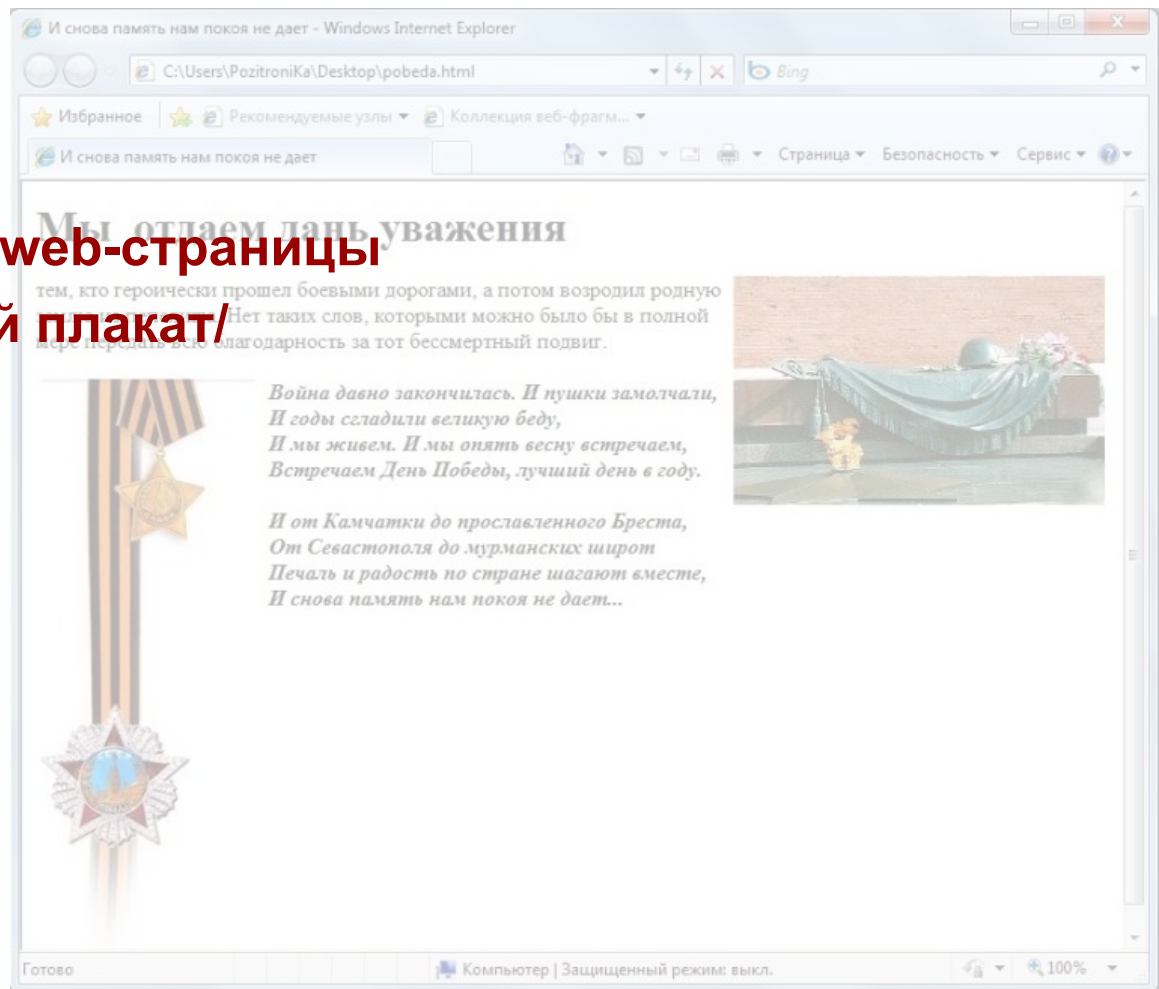 И снова память нам покоя не дает - Windows Internet Explorer
C:\Users\PozitroniKa\Desktop\pobeda.html
Bing
Избранное
Рекомендуемые узлы
Коллекция веб-фрагм...
И снова память нам покоя не дает
Страница
Безопасность
Сервис
Мы отдаем дань уважения
web-страницы
тем, кто героически прошел боевыми дорогами, а потом возродил родную
Нет таких слов, которыми можно было бы в полной
й плакат/
мере передать всю благодарность за тот бессмертный подвиг.
Война давно закончилась. И пушки замолчали,
И годы сгладили великую беду,
И мы живем. И мы опять весну встречаем,
Встречаем День Победы, лучший день в году.
И от Камчатки до прославленного Бреста,
От Севастополя до мурманских широт
Печаль и радость по стране шагают вместе,
И снова память нам покоя не дает...
Готово
Компьютер | Защищенный режим: выкл.
100%